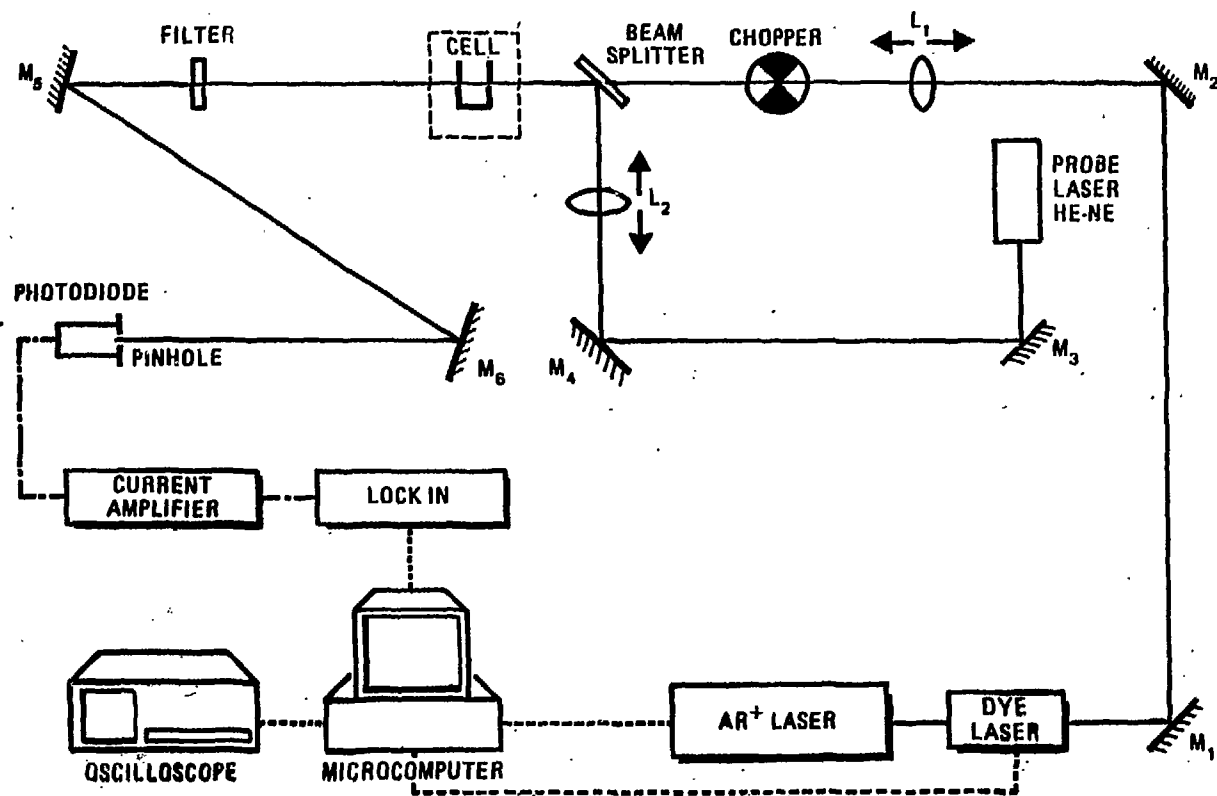 FILTER
M5
CELL
BEAM
SPLITTER
CHOPPER
L1
M2
PROBE
LASER
HE-NE
L2
PHOTODIODE
PINHOLE
M6
M4
M3
CURRENT
AMPLIFIER
LOCK IN
AR+ LASER
DYE
LASER
M1
OSCILLOSCOPE
MICROCOMPUTER